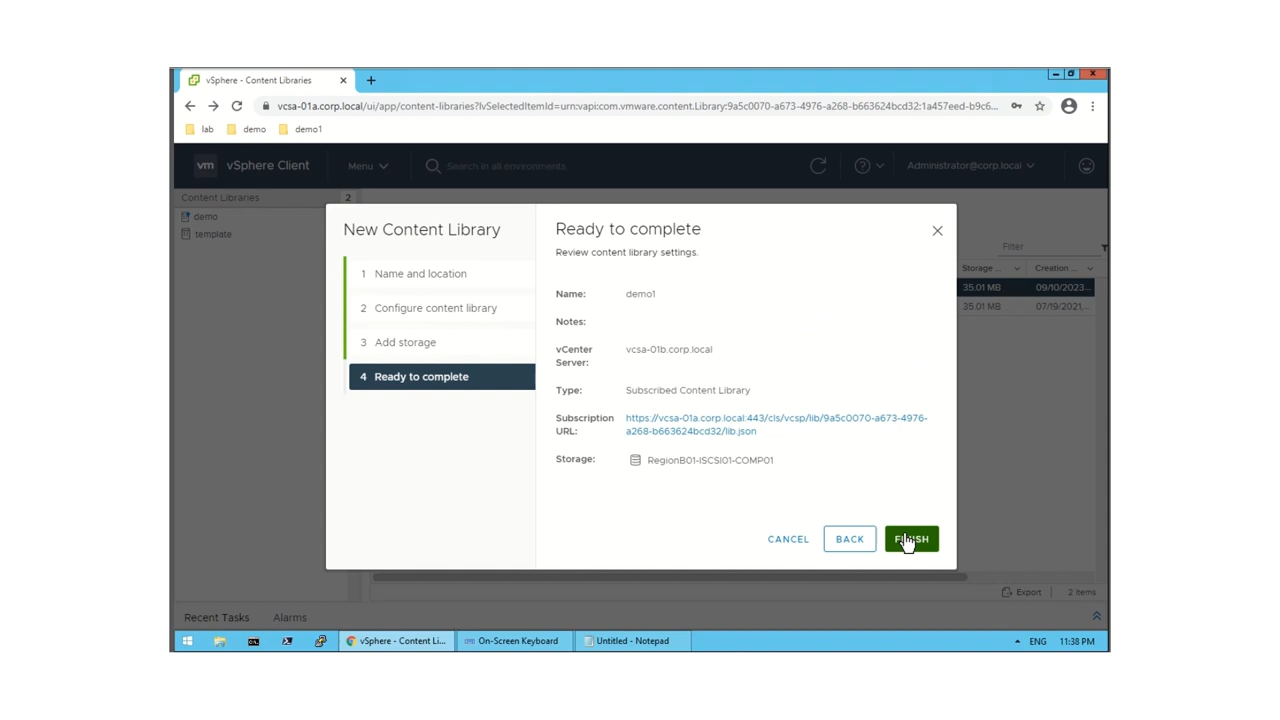 vSphere - Content Libraries
vcsa-01a.corp.local/ui/app/content-libraries?lvSelectedItemId=urn:vapi:com.vmware.content.Library:9a5c0070-a673-4976-a268-b663624bcd32:1a457eed-b9c6...
lab demo demo1
vm vSphere Client Menu Search in all environments Administrator@corp.local
Content Libraries 2
demo
template
Filter
Storage ... Creation ...
35.01 MB 09/10/2023...
35.01 MB 07/19/2021,...
New Content Library
1 Name and location
2 Configure content library
3 Add storage
4 Ready to complete
Ready to complete
Review content library settings.
Name: demo1
Notes:
vCenter
Server: vcsa-01b.corp.local
Type: Subscribed Content Library
Subscription https://vcsa-01a.corp.local:443/cls/vcsp/lib/9a5c0070-a673-4976-
URL: a268-b663624bcd32/lib.json
Storage: RegionB01-ISCSI01-COMP01
CANCEL BACK FINISH
Export 2 items
Recent Tasks Alarms
vSphere - Content Li... On-Screen Keyboard Untitled - Notepad ENG 11:38 PM